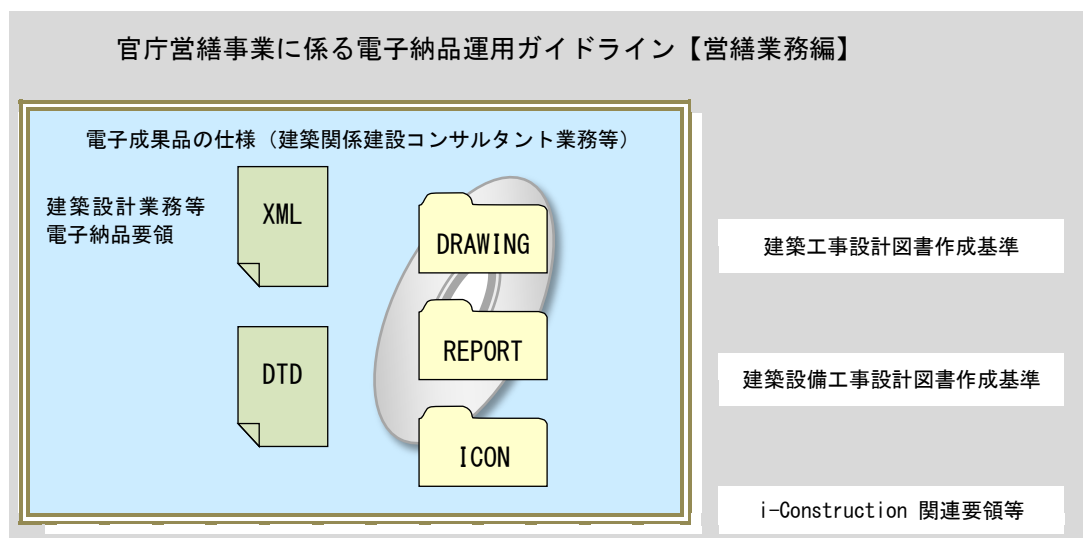 官庁営繕事業に係る電子納品運用ガイドライン【営繕業務編】
電子成果品の仕様（建築関係建設コンサルタント業務等）
建築設計業務等
電子納品要領
XML
DTD
DRAWING
REPORT
ICON
建築工事設計図書作成基準
建築設備工事設計図書作成基準
i-Construction 関連要領等